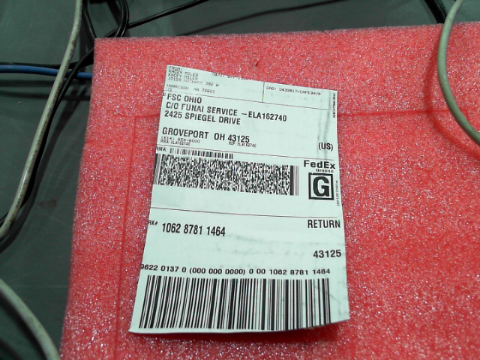 FSC OHIO
C/O FUNAI SERVICE -ELA162740
2425 SPIEGEL DRIVE
GROVEPORT OH 43125
(US)
FedEx
G
1062 8781 1464
RETURN
43125
9622 0137 0 (000 000 0000) 0 00 1062 8781 1464